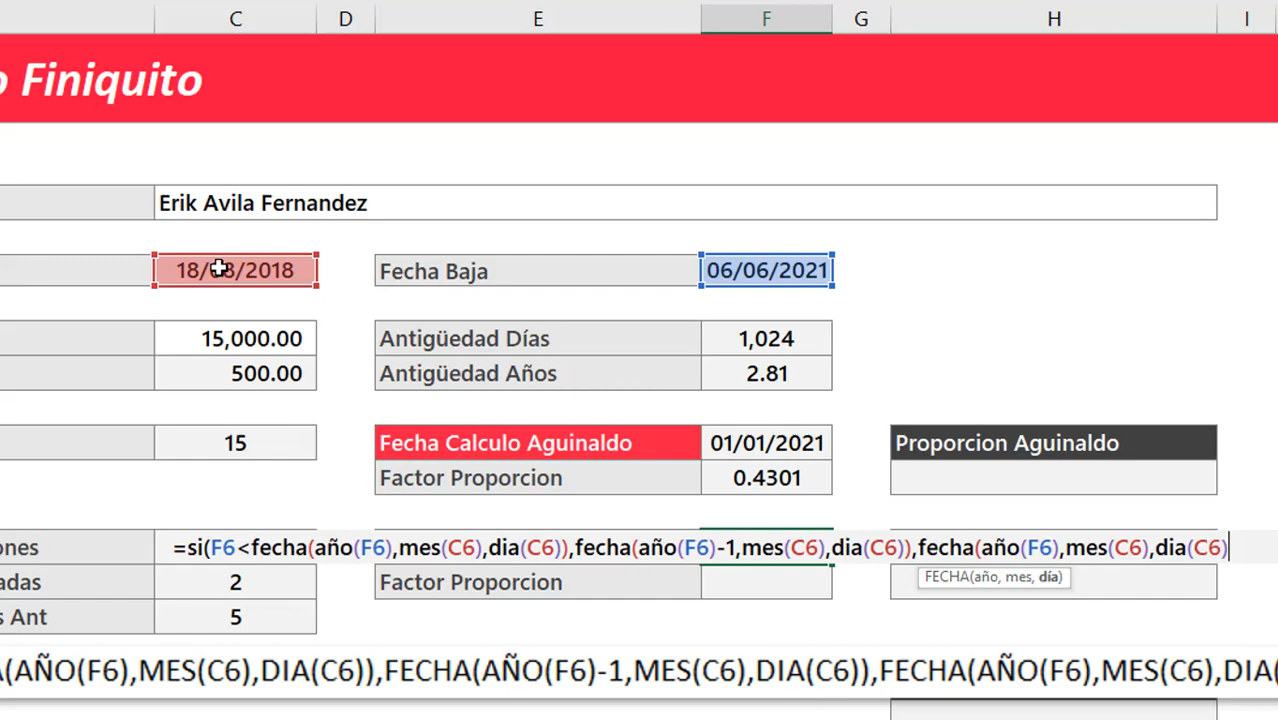 C D E F G H I
o Finiquito
Erik Avila Fernandez
18/08/2018 Fecha Baja 06/06/2021
15,000.00 Antigüedad Días 1,024
500.00 Antigüedad Años 2.81
15 Fecha Calculo Aguinaldo 01/01/2021 Proporcion Aguinaldo
Factor Proporcion 0.4301
ones =si(F6<fecha(año(F6),mes(C6),dia(C6)),fecha(año(F6)-1,mes(C6),dia(C6)),fecha(año(F6),mes(C6),dia(C6)
adas 2 Factor Proporcion FECHA(año, mes, día)
s Ant 5
A(AÑO(F6),MES(C6),DIA(C6)),FECHA(AÑO(F6)-1,MES(C6),DIA(C6)),FECHA(AÑO(F6),MES(C6),DIA(